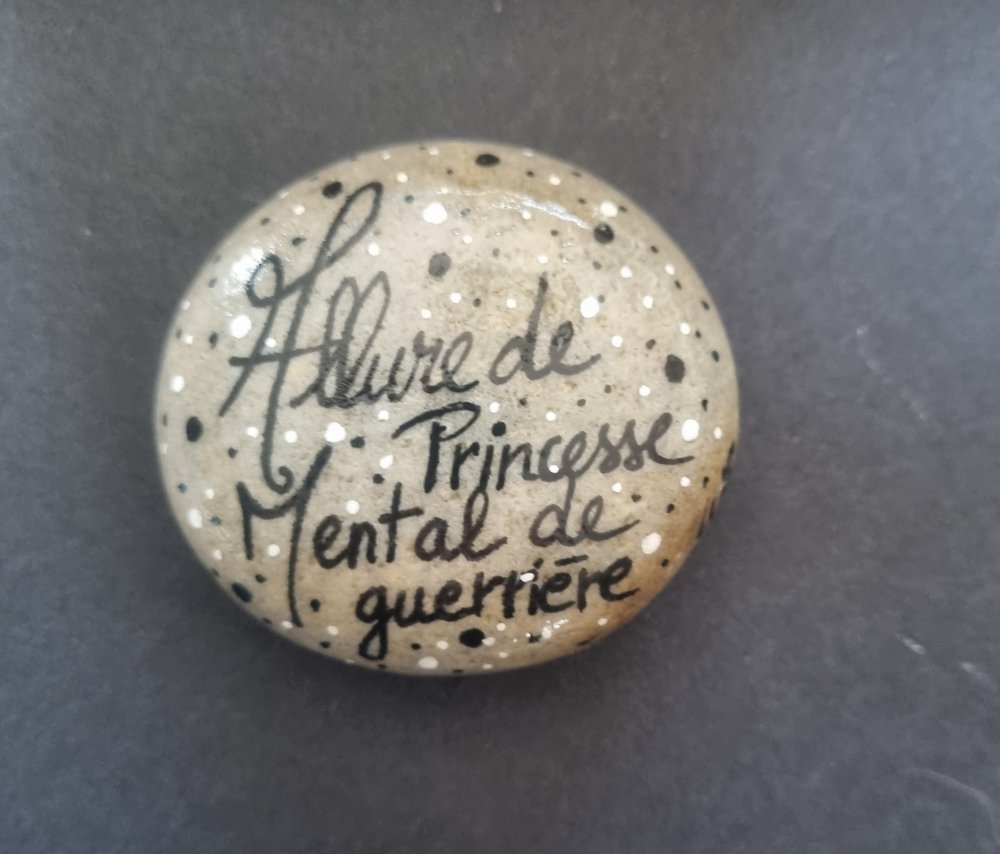 Allure de
Princesse
Mental de
guerrière